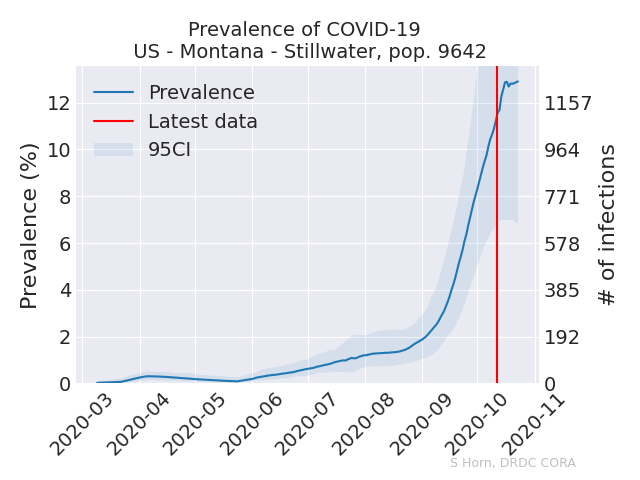 Prevalence of COVID-19
US - Montana - Stillwater, pop. 9642
Prevalence
Latest data
95CI
Prevalence (%)
12
10
8
6
4
2
0
1157
964
771
578
385
192
0
# of infections
2020-03
2020-04
2020-05
2020-06
2020-07
2020-08
2020-09
2020-10
2020-11
S Horn, DRDC CORA